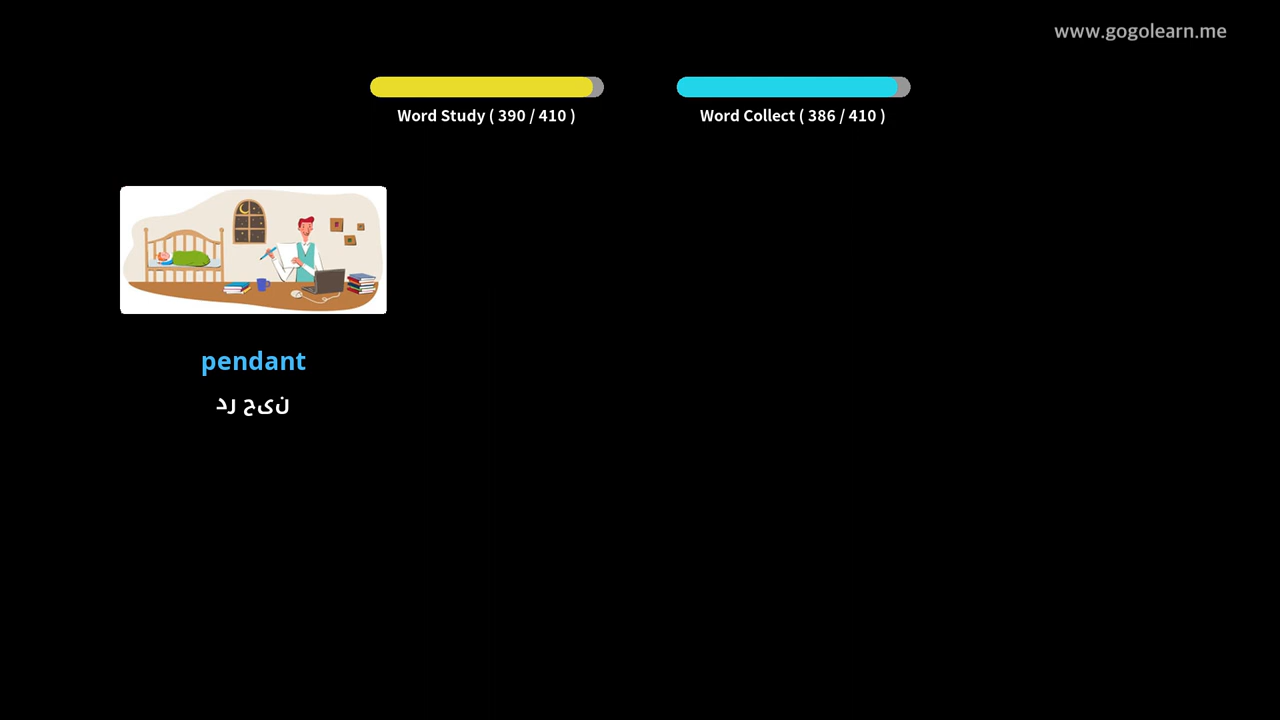 www.gogolearn.me
Word Study ( 390 / 410 )
Word Collect ( 386 / 410 )
pendant
در حین